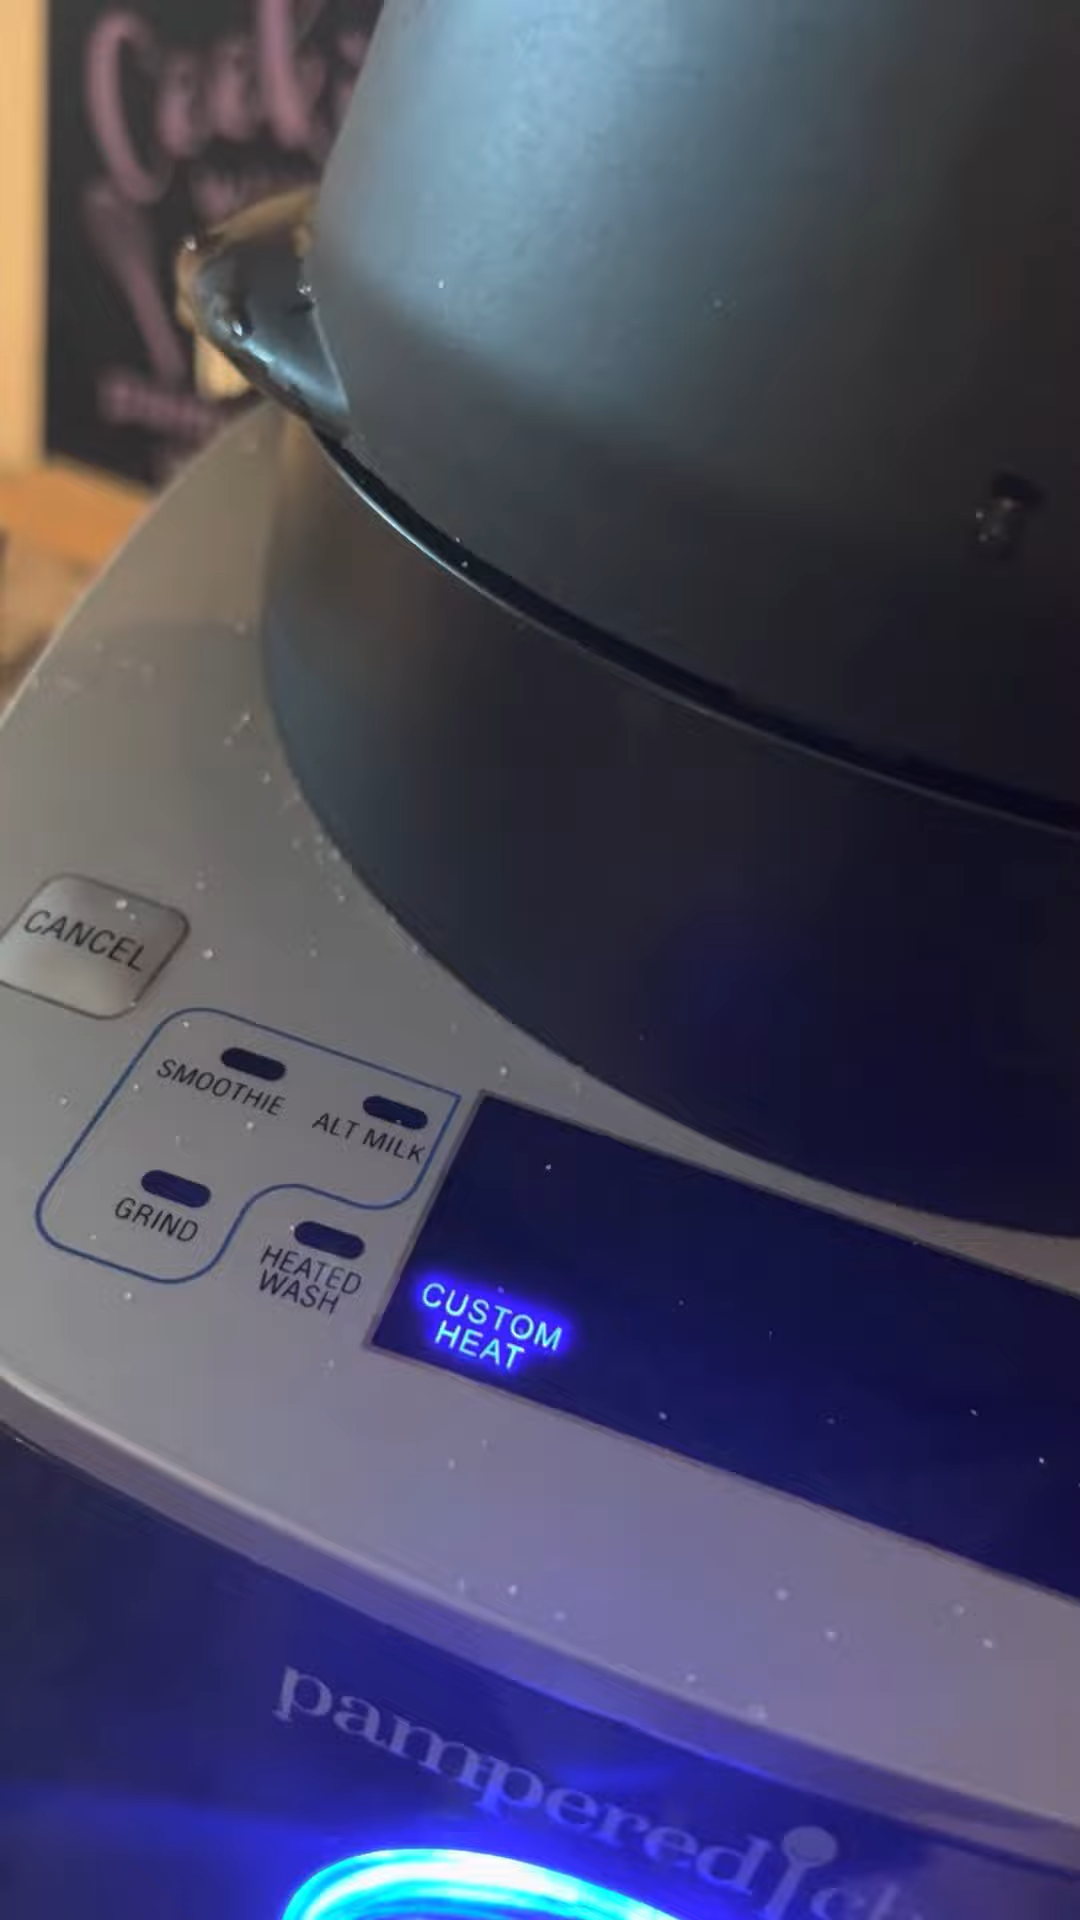 CANCEL
SMOOTHIE
ALT MILK
GRIND
HEATED
WASH
CUSTOM
HEAT
pampered